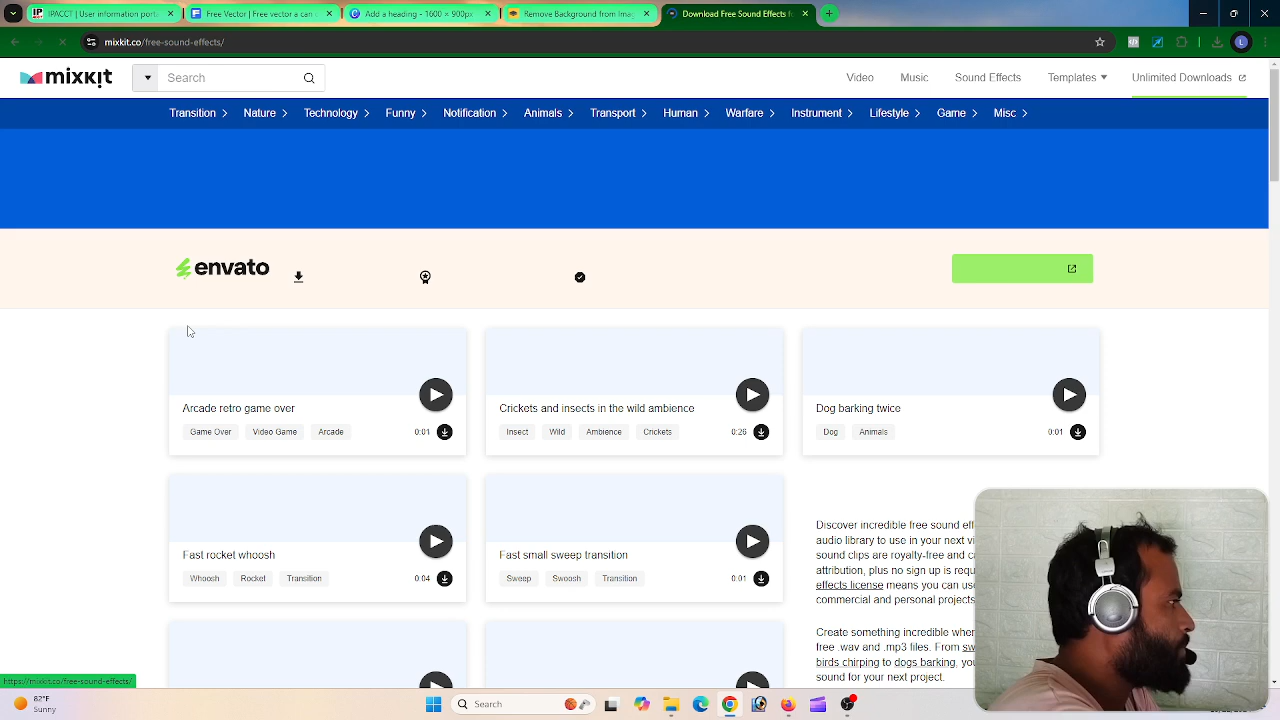 IPACCT | User information porta
Free Vector | Free vector a can
Add a heading - 1600 × 900px
Remove Background from Imag
Download Free Sound Effects fo
mixkit.co/free-sound-effects/
L
mixkit
Search
Video
Music
Sound Effects
Templates
Unlimited Downloads
Transition
Nature
Technology
Funny
Notification
Animals
Transport
Human
Warfare
Instrument
Lifestyle
Game
Misc
envato
Arcade retro game over
Game Over
Video Game
Arcade
0:01
Crickets and insects in the wild ambience
Insect
Wild
Ambience
Crickets
0:26
Dog barking twice
Dog
Animals
0:01
Fast rocket whoosh
Whoosh
Rocket
Transition
0:04
Fast small sweep transition
Sweep
Swoosh
Transition
0:01
Discover incredible free sound eff
audio library to use in your next vi
sound clips are royalty-free and c
attribution, plus no sign up is requ
effects license means you can use
commercial and personal projects
Create something incredible wher
free .wav and .mp3 files. From sw
birds chirping to dogs barking, you
sound for your next project.
https://mixkit.co/free-sound-effects/
82°F
Sunny
Search